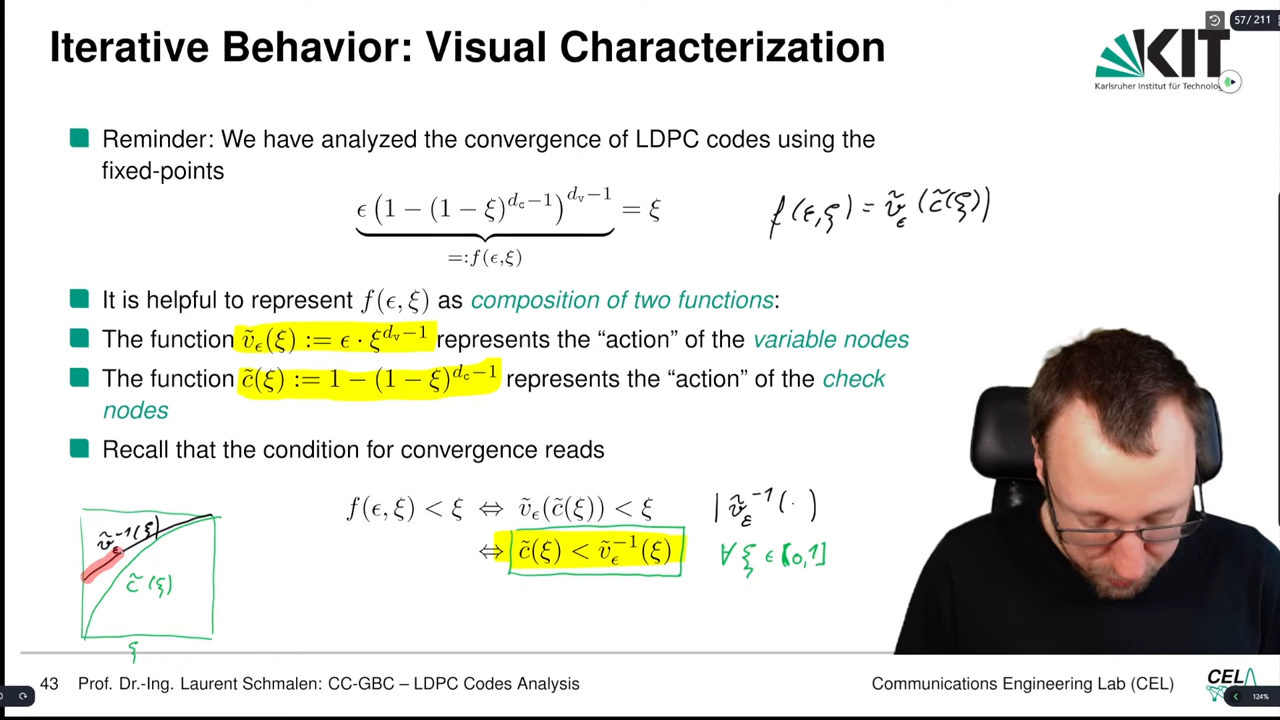 57 / 211
Iterative Behavior: Visual Characterization
KIT
Karlsruher Institut für Technolo
Reminder: We have analyzed the convergence of LDPC codes using the
fixed-points
ϵ (1 − (1 − ξ)^{d_c−1})^{d_v−1} = ξ
=: f(ϵ, ξ)
f(ε,ξ) = ṽ_ε (c̃(ξ))
It is helpful to represent f(ϵ, ξ) as composition of two functions:
The function ṽ_ϵ(ξ) := ϵ · ξ^{d_v−1} represents the “action” of the variable nodes
The function c̃(ξ) := 1 − (1 − ξ)^{d_c−1} represents the “action” of the check
nodes
Recall that the condition for convergence reads
f(ϵ, ξ) < ξ ⇔ ṽ_ϵ(c̃(ξ)) < ξ | ṽ_ε^{−1}(·)
⇔ c̃(ξ) < ṽ_ϵ^{−1}(ξ) ∀ ξ ∈ [0,1]
ṽ_ε^{−1}(ξ)
c̃(ξ)
ξ
43 Prof. Dr.-Ing. Laurent Schmalen: CC-GBC – LDPC Codes Analysis
Communications Engineering Lab (CEL)
CEL
124%